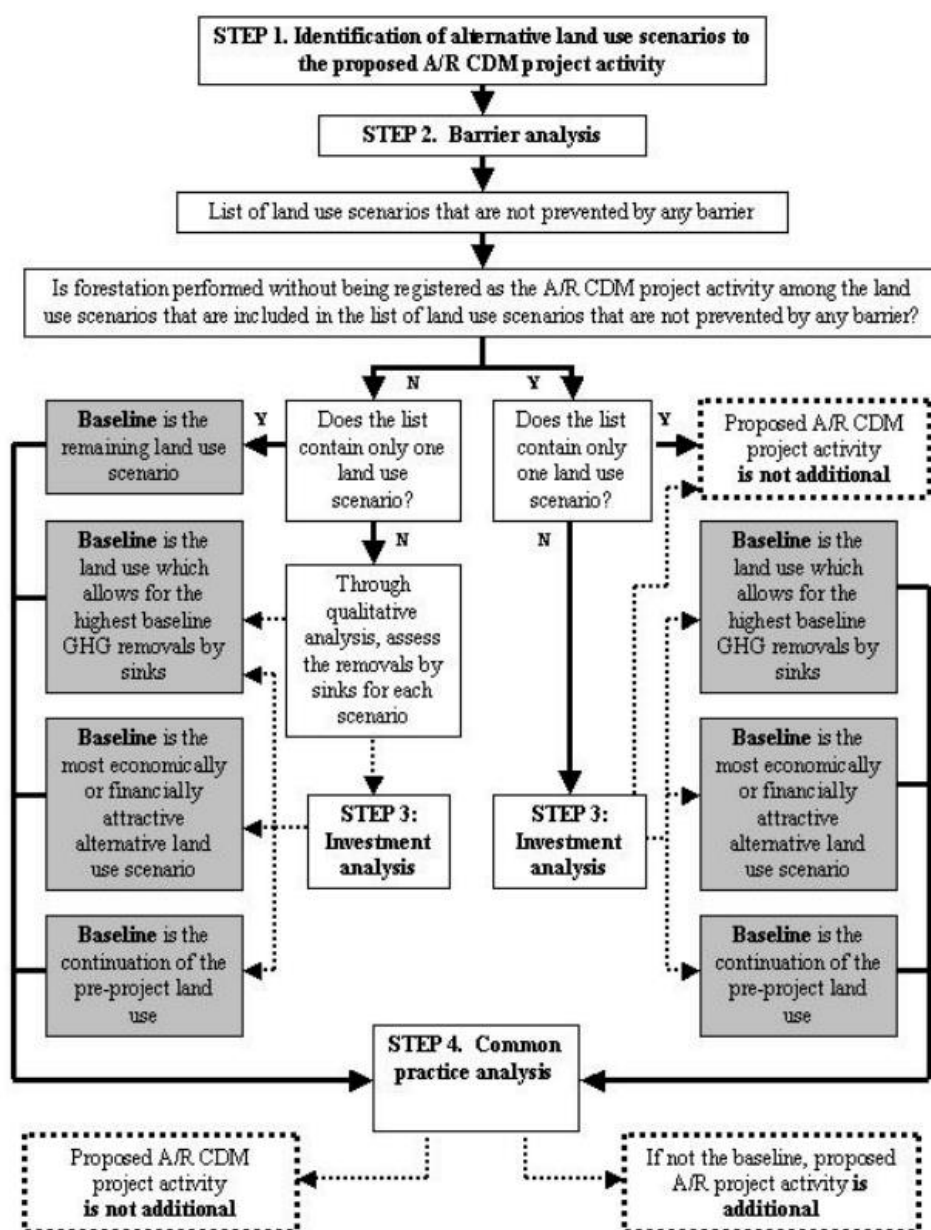 STEP 1. Identification of alternative land use scenarios to
the proposed A/R CDM project activity
STEP 2. Barrier analysis
List of land use scenarios that are not prevented by any barrier
Is forestation performed without being registered as the A/R CDM project activity among the land
use scenarios that are included in the list of land use scenarios that are not prevented by any barrier?
N
Y
Baseline is the
remaining land use
scenario
Y
Does the list
contain only one
land use
scenario?
Does the list
contain only
one land use
scenario?
Y
Proposed A/R CDM
project activity
is not additional
N
N
Baseline is the
land use which
allows for the
highest baseline
GHG removals by
sinks
Through
qualitative
analysis, assess
the removals by
sinks for each
scenario
Baseline is the
land use which
allows for the
highest baseline
GHG removals by
sinks
Baseline is the
most economically
or financially
attractive
alternative land
use scenario
STEP 3:
Investment
analysis
STEP 3:
Investment
analysis
Baseline is the
most economically
or financially
attractive
alternative land
use scenario
Baseline is the
continuation of the
pre-project land
use
Baseline is the
continuation of the
pre-project land
use
STEP 4. Common
practice analysis
Proposed A/R CDM
project activity
is not additional
If not the baseline, proposed
A/R project activity is
additional